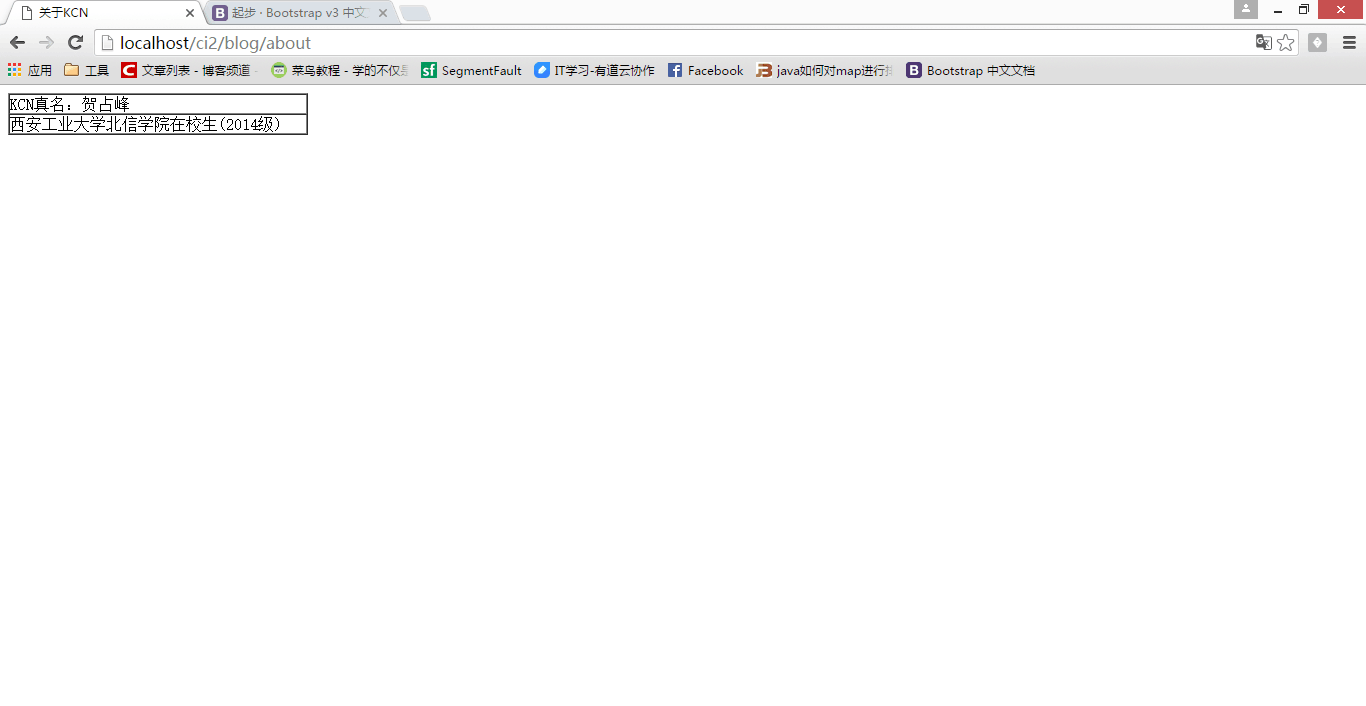 关于KCN
起步 · Bootstrap v3 中文
localhost/ci2/blog/about
应用 工具 文章列表 - 博客频道 菜鸟教程 - 学的不仅 SegmentFault IT学习-有道云协作 Facebook java如何对map进行 Bootstrap 中文文档
KCN真名：贺占峰
西安工业大学北信学院在校生(2014级)